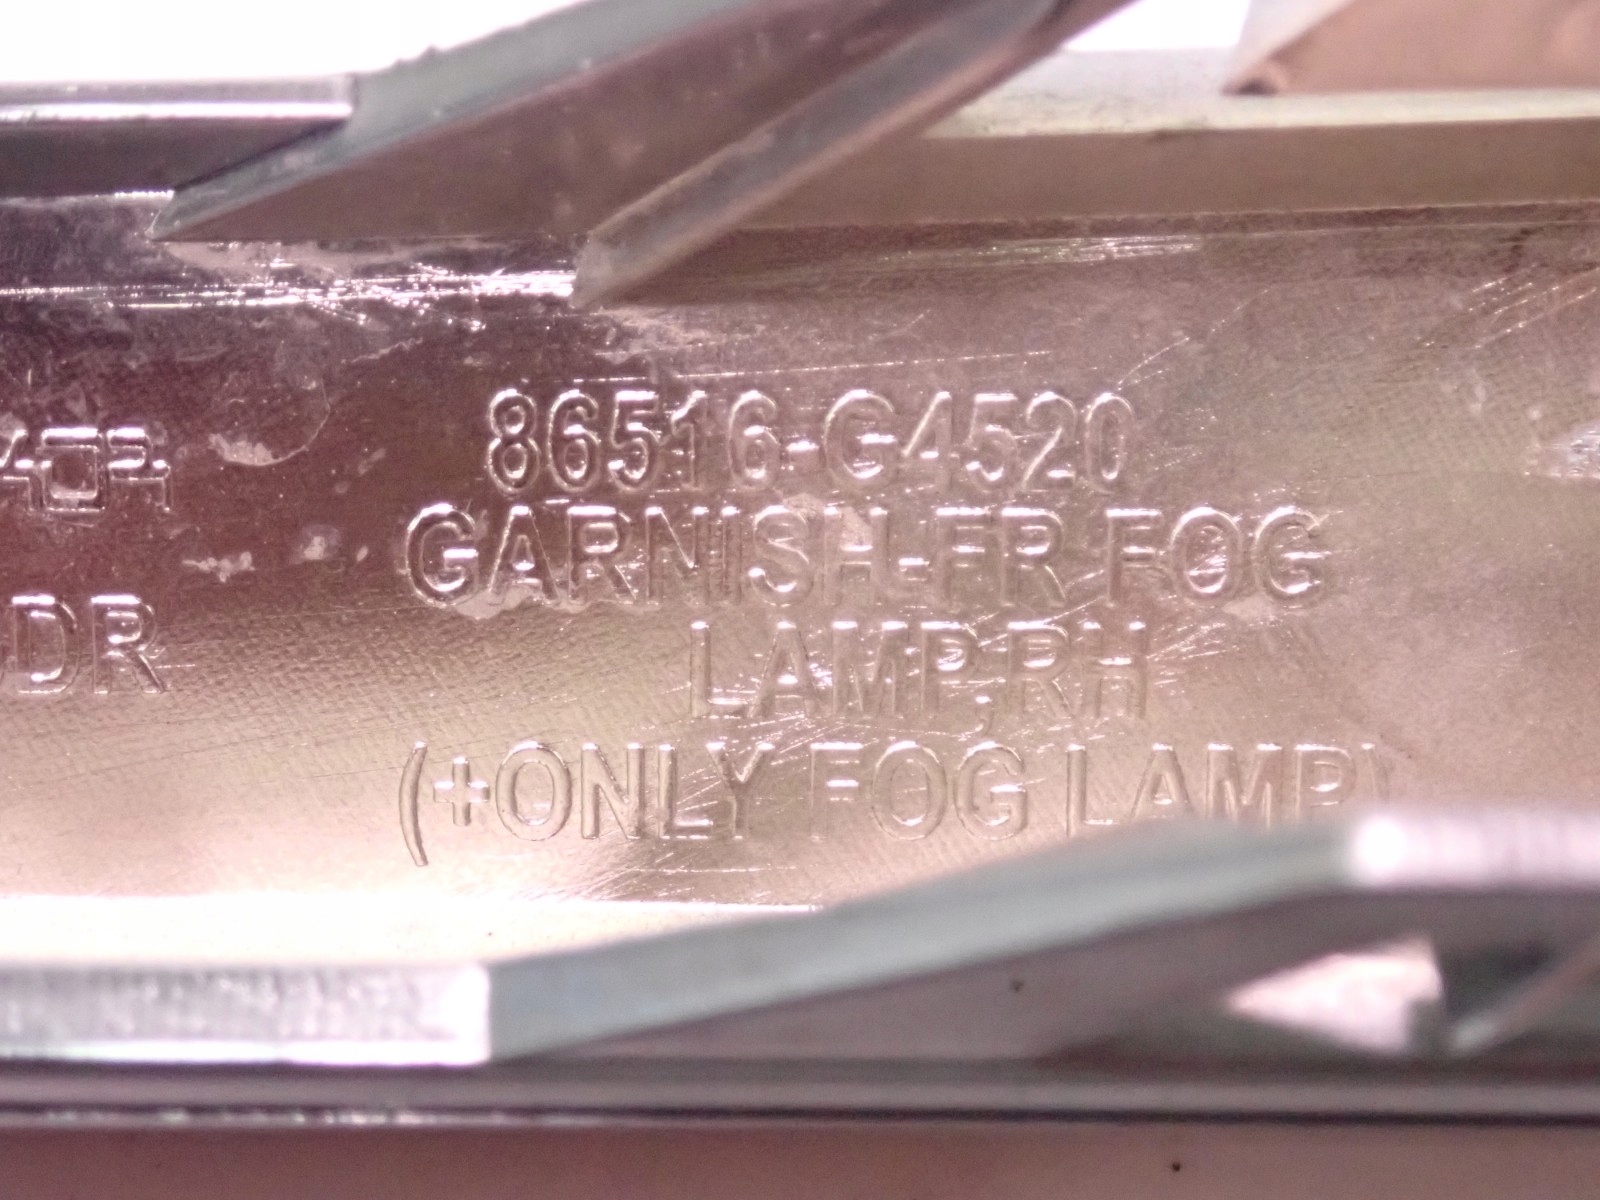 86516-G4520
GARNISH-FR FOG
LAMP,RH
(+ONLY FOG LAMP)